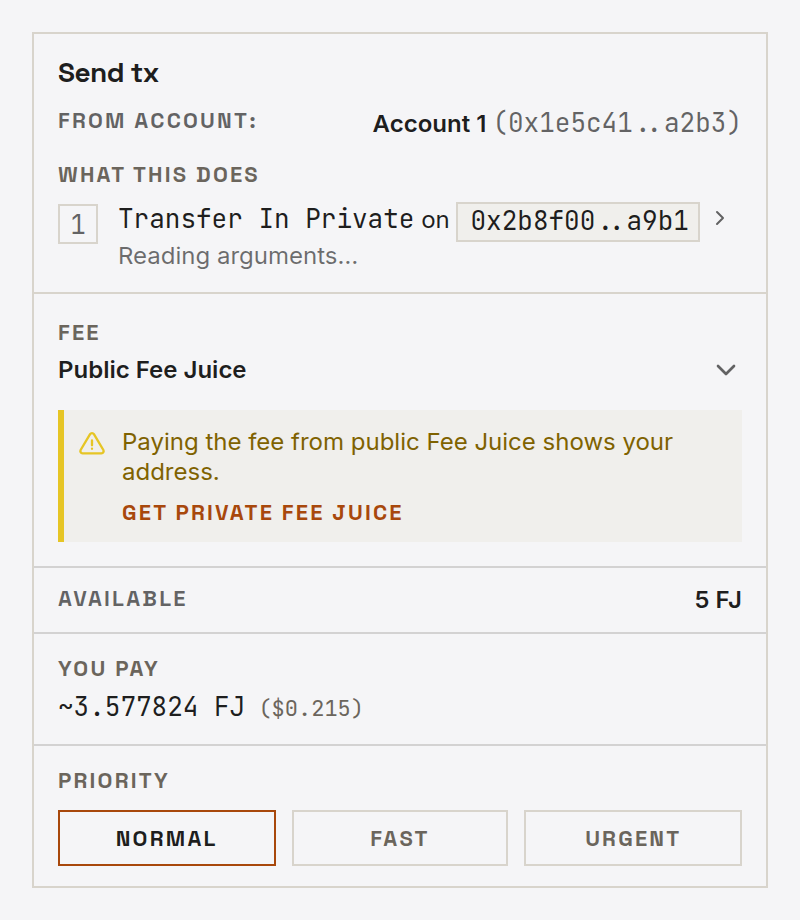 Send tx
FROM ACCOUNT: Account 1 (0x1e5c41..a2b3)
WHAT THIS DOES
1 Transfer In Private on 0x2b8f00..a9b1
Reading arguments...
FEE
Public Fee Juice
Paying the fee from public Fee Juice shows your
address.
GET PRIVATE FEE JUICE
AVAILABLE 5 FJ
YOU PAY
~3.577824 FJ ($0.215)
PRIORITY
NORMAL FAST URGENT